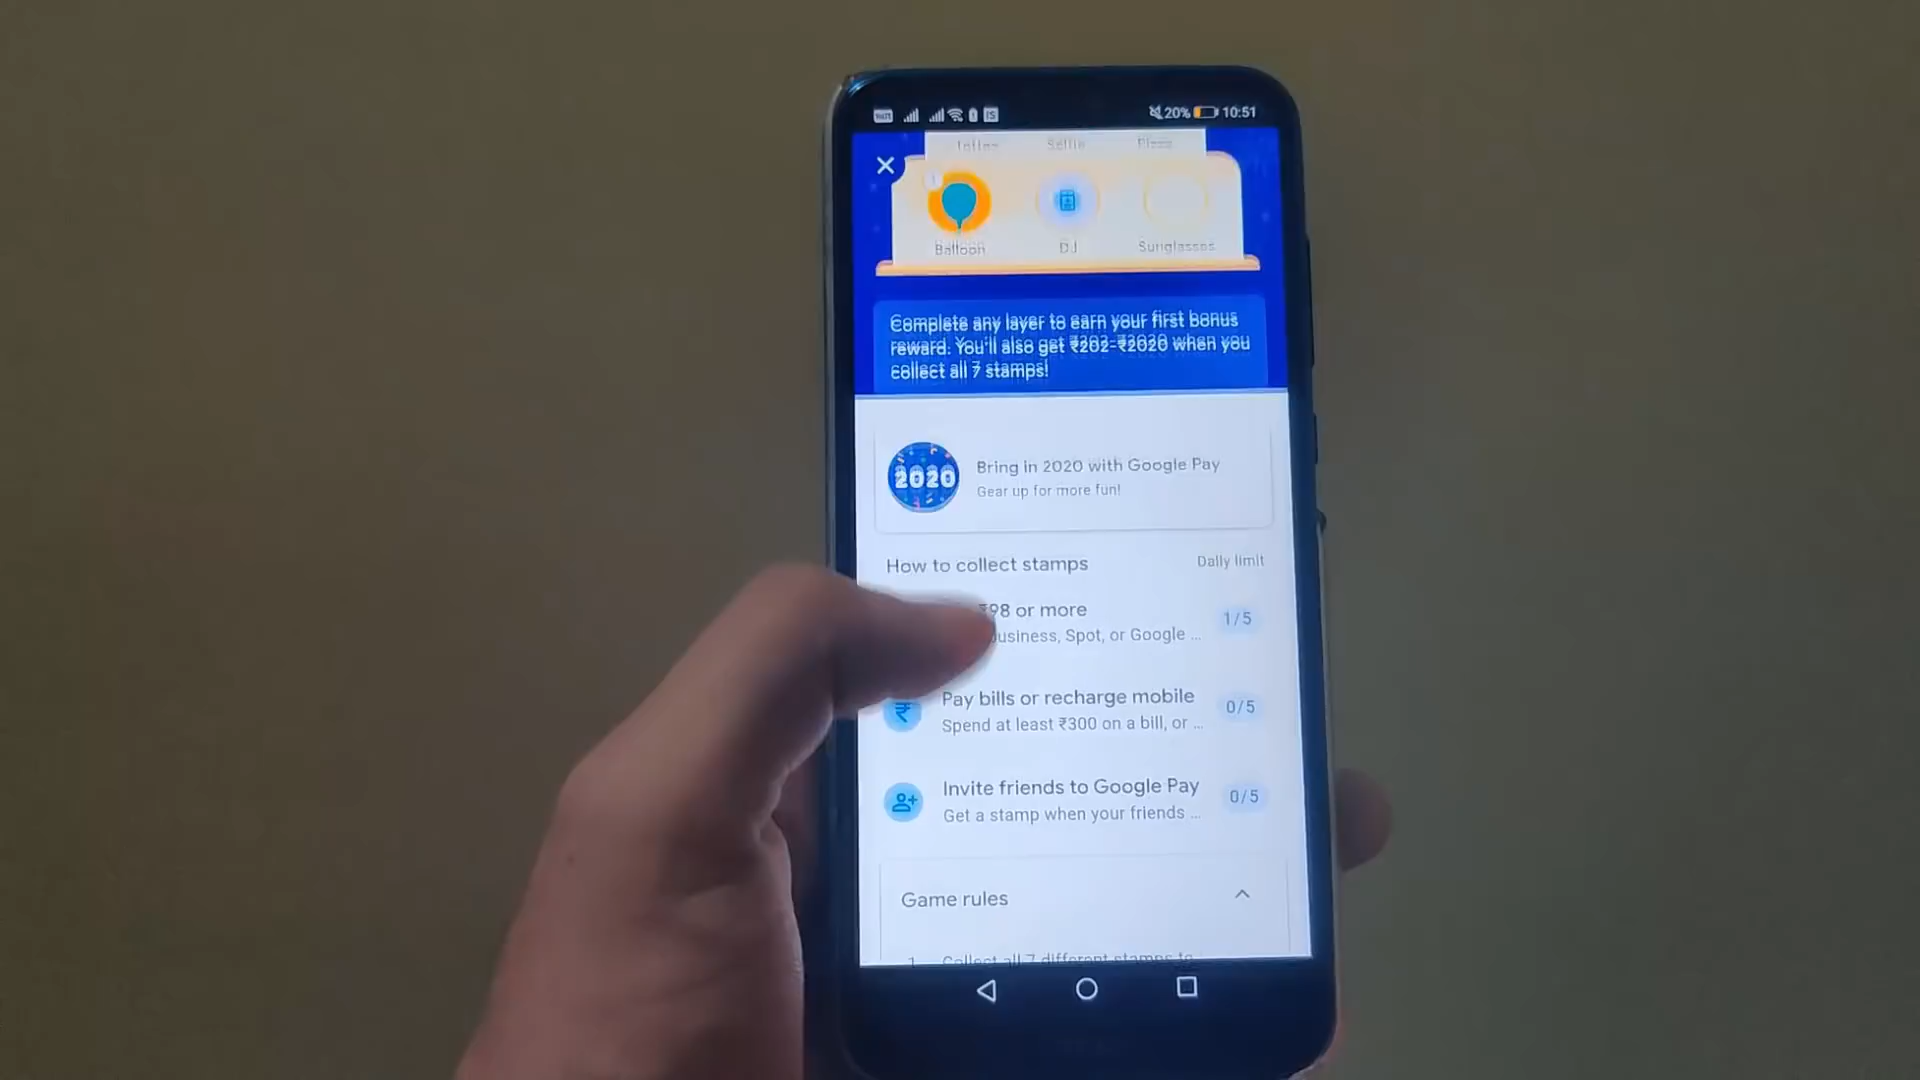 20% 10:51
Toffee Selfie Pizza
Balloon DJ Sunglasses
Complete any layer to earn your first bonus
reward. You'll also get ₹202-₹2020 when you
collect all 7 stamps!
2020
Bring in 2020 with Google Pay
Gear up for more fun!
How to collect stamps Daily limit
₹98 or more
business, Spot, or Google ... 1/5
Pay bills or recharge mobile
Spend at least ₹300 on a bill, or ... 0/5
Invite friends to Google Pay
Get a stamp when your friends ... 0/5
Game rules
1. Collect all 7 different stamps to